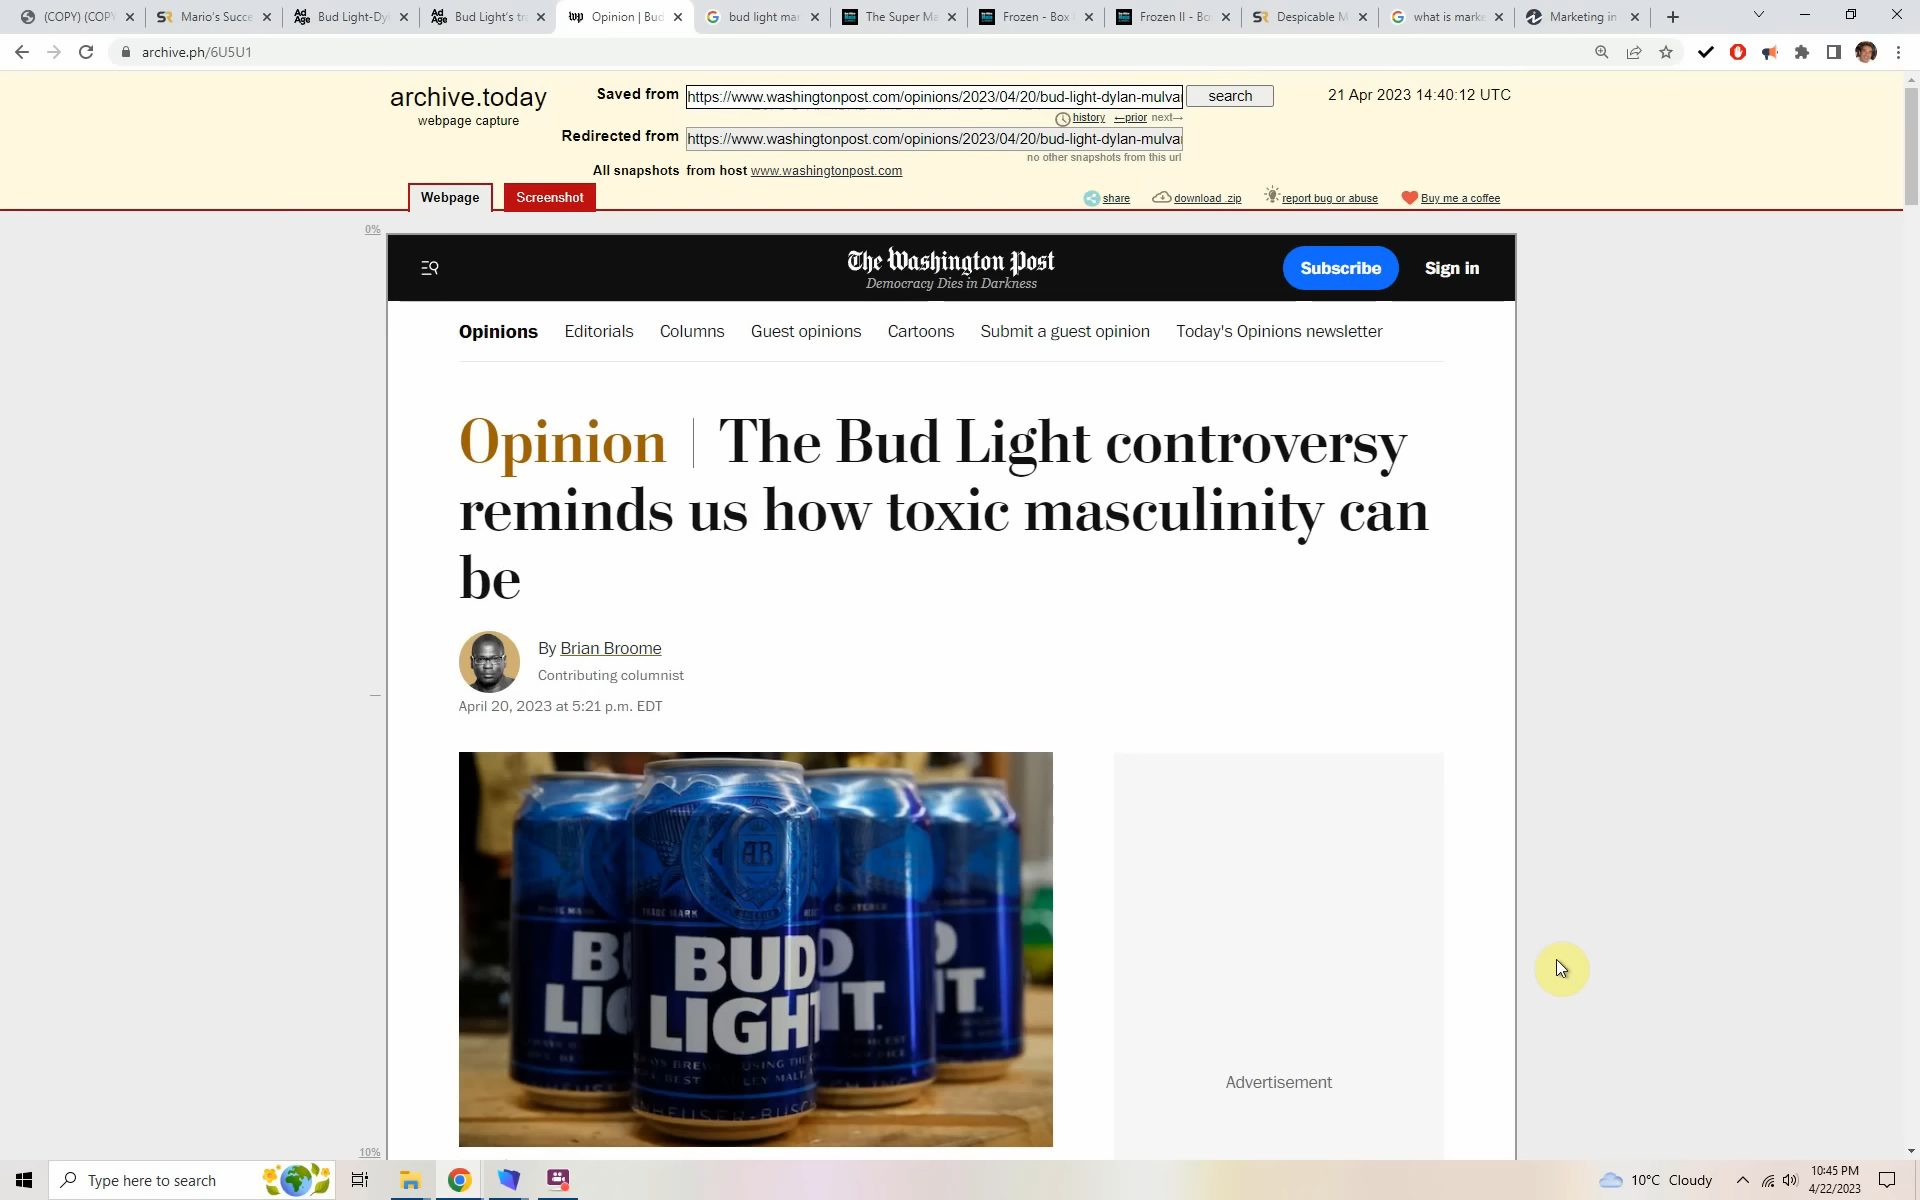 (COPY) (COPY
Mario's Succe
Bud Light-Dy
Bud Light's tr
Opinion | Bud
bud light mar
The Super Ma
Frozen - Box
Frozen II - Bo
Despicable M
what is marke
Marketing in
archive.ph/6U5U1
archive.today
webpage capture
Saved from
https://www.washingtonpost.com/opinions/2023/04/20/bud-light-dylan-mulva
search
21 Apr 2023 14:40:12 UTC
history ←prior next→
Redirected from
https://www.washingtonpost.com/opinions/2023/04/20/bud-light-dylan-mulva
no other snapshots from this url
All snapshots from host www.washingtonpost.com
Webpage
Screenshot
share
download .zip
report bug or abuse
Buy me a coffee
0%
The Washington Post
Democracy Dies in Darkness
Subscribe
Sign in
Opinions Editorials Columns Guest opinions Cartoons Submit a guest opinion Today's Opinions newsletter
Opinion | The Bud Light controversy
reminds us how toxic masculinity can
be
By Brian Broome
Contributing columnist
April 20, 2023 at 5:21 p.m. EDT
TRADE MARK
BUD
LIGHT
Advertisement
10%
Type here to search
10°C Cloudy
10:45 PM
4/22/2023